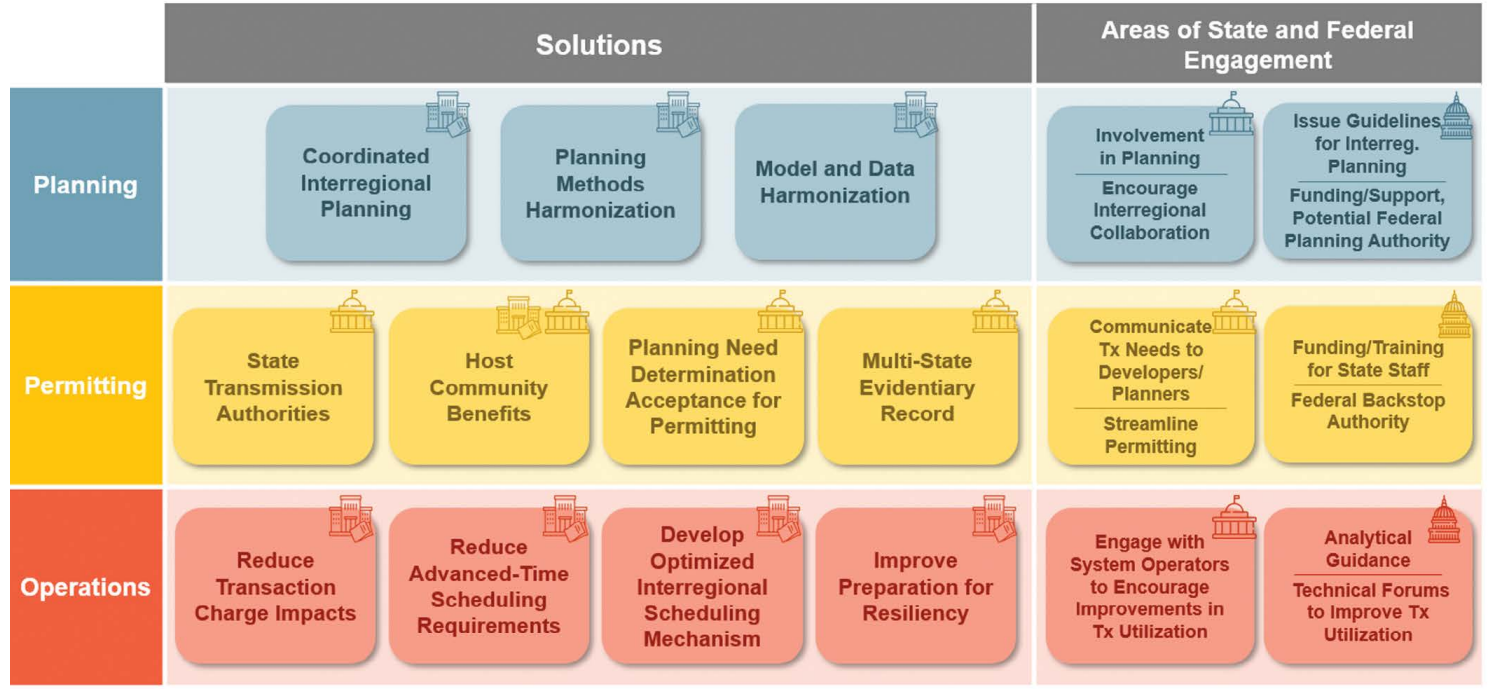 Solutions
Areas of State and Federal
Engagement
Planning
Coordinated
Interregional
Planning
Planning
Methods
Harmonization
Model and Data
Harmonization
Involvement
in Planning
Encourage
Interregional
Collaboration
Issue Guidelines
for Interreg.
Planning
Funding/Support,
Potential Federal
Planning Authority
Permitting
State
Transmission
Authorities
Host
Community
Benefits
Planning Need
Determination
Acceptance for
Permitting
Multi-State
Evidentiary
Record
Communicate
Tx Needs to
Developers/
Planners
Streamline
Permitting
Funding/Training
for State Staff
Federal Backstop
Authority
Operations
Reduce
Transaction
Charge Impacts
Reduce
Advanced-Time
Scheduling
Requirements
Develop
Optimized
Interregional
Scheduling
Mechanism
Improve
Preparation for
Resiliency
Engage with
System Operators
to Encourage
Improvements in
Tx Utilization
Analytical
Guidance
Technical Forums
to Improve Tx
Utilization